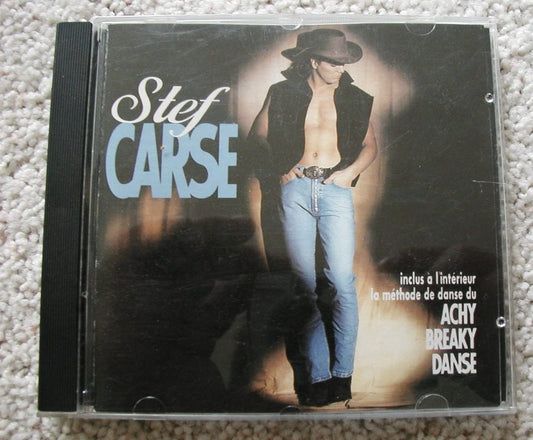 Stef
CARSE
inclus à l'intérieur
la méthode de danse du
ACHY
BREAKY
DANSE